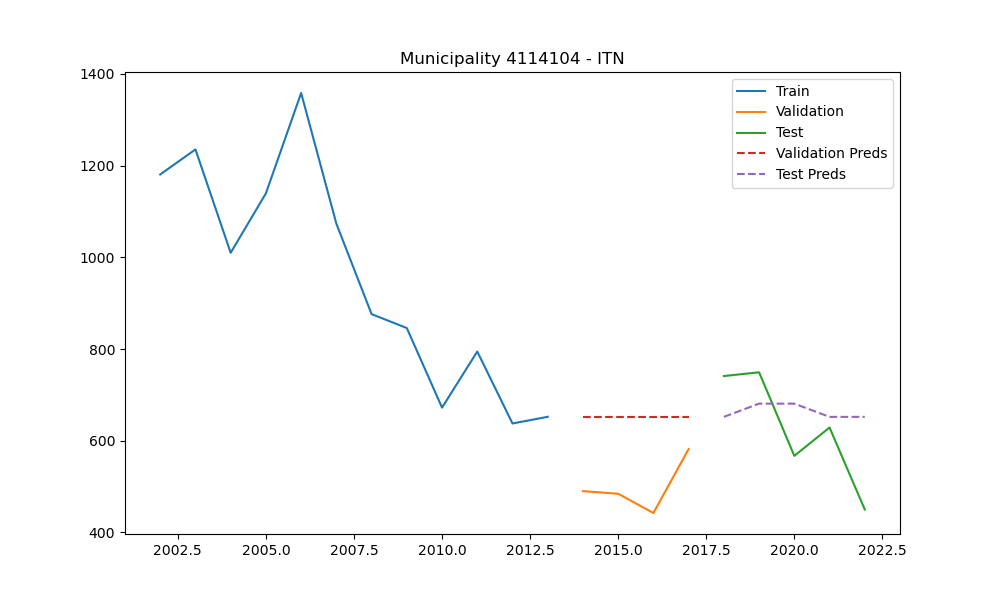 Municipality 4114104 - ITN
1400
1200
1000
800
600
400
2002.5 2005.0 2007.5 2010.0 2012.5 2015.0 2017.5 2020.0 2022.5
Train
Validation
Test
Validation Preds
Test Preds